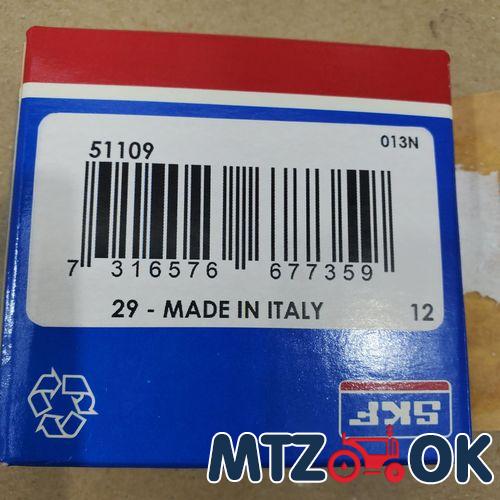 51109
013N
7 316576 677359
29 - MADE IN ITALY
12
SKF
MTZ OK